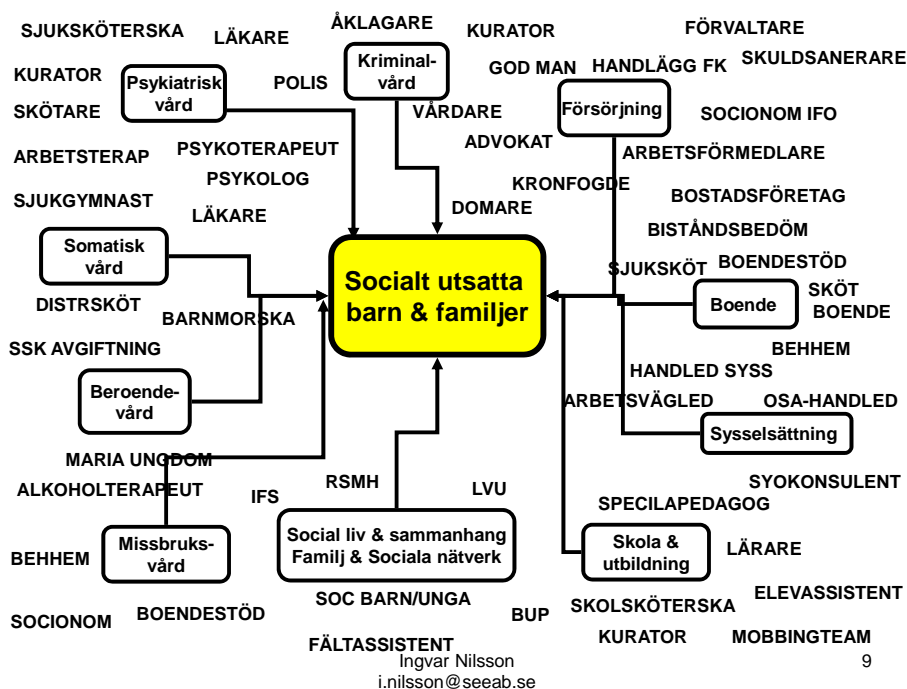 SJUKSKÖTERSKA
LÄKARE
ÅKLAGARE
KURATOR
FÖRVALTARE
SKULDSANERARE
KURATOR
Psykiatrisk
vård
POLIS
Kriminal-
vård
GOD MAN
HANDLÄGG FK
SKÖTARE
VÅRDARE
Försörjning
SOCIONOM IFO
ARBETSTERAP
PSYKOTERAPEUT
ADVOKAT
ARBETSFÖRMEDLARE
PSYKOLOG
KRONFOGDE
SJUKGYMNAST
LÄKARE
DOMARE
BOSTADSFÖRETAG
BISTÅNDSBEDÖM
Somatisk
vård
Socialt utsatta
barn & familjer
SJUKSKÖT
BOENDESTÖD
DISTRSKÖT
BARNMORSKA
Boende
SKÖT
BOENDE
SSK AVGIFTNING
BEHHEM
HANDLED SYSS
Beroende-
vård
ARBETSVÄGLED
OSA-HANDLED
Sysselsättning
MARIA UNGDOM
ALKOHOLTERAPEUT
IFS
RSMH
LVU
SYOKONSULENT
SPECILAPEDAGOG
BEHHEM
Missbruks-
vård
Social liv & sammanhang
Familj & Sociala nätverk
Skola &
utbildning
LÄRARE
SOCIONOM
BOENDESTÖD
SOC BARN/UNGA
BUP
SKOLSKÖTERSKA
ELEVASSISTENT
FÄLTASSISTENT
KURATOR
MOBBINGTEAM
Ingvar Nilsson
i.nilsson@seeab.se
9